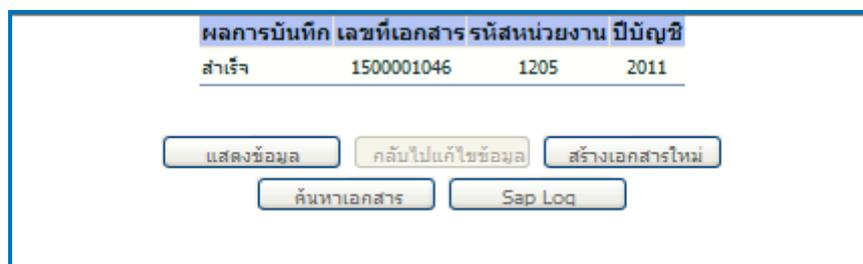 ผลการบันทึก เลขที่เอกสาร รหัสหน่วยงาน ปีบัญชี
สำเร็จ 1500001046 1205 2011
แสดงข้อมูล กลับไปแก้ไขข้อมูล สร้างเอกสารใหม่
ค้นหาเอกสาร Sap Log